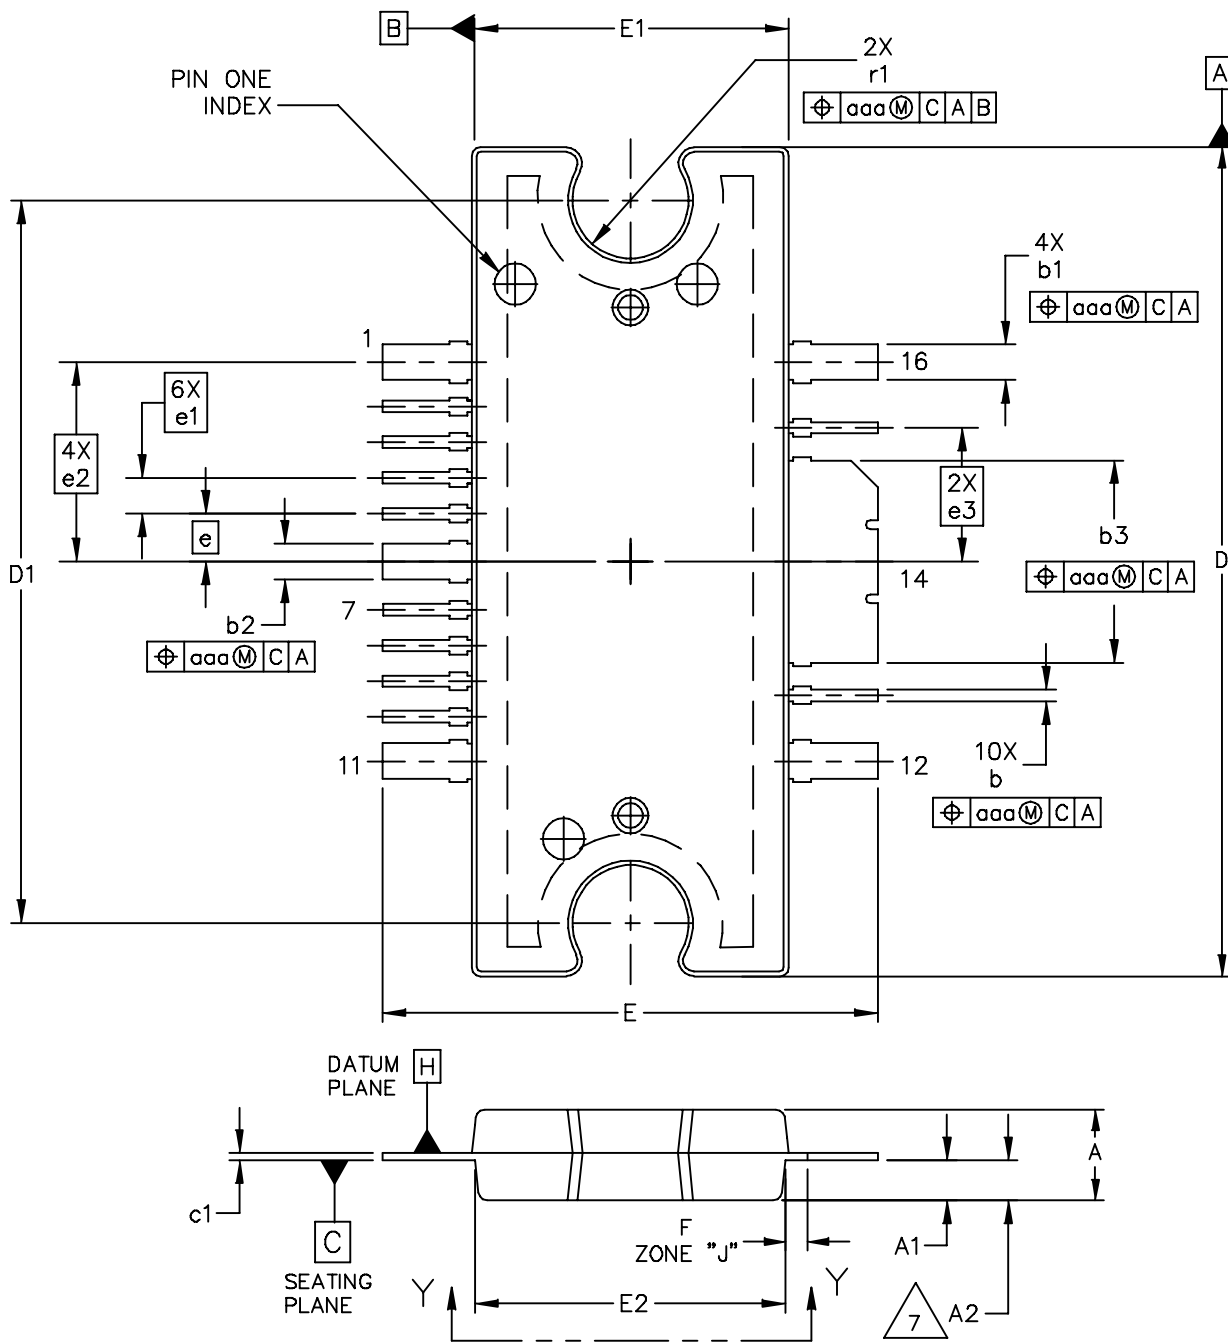 B
E1
2X
r1
⌖ aaa Ⓜ C A B
A
PIN ONE
INDEX
4X
b1
⌖ aaa Ⓜ C A
1
16
6X
e1
4X
e2
2X
e3
e
b3
⌖ aaa Ⓜ C A
D1
14
D
7
b2
⌖ aaa Ⓜ C A
11
12
10X
b
⌖ aaa Ⓜ C A
E
DATUM
PLANE
H
A
c1
C
SEATING
PLANE
F
ZONE "J"
A1
Y
Y
E2
7
A2